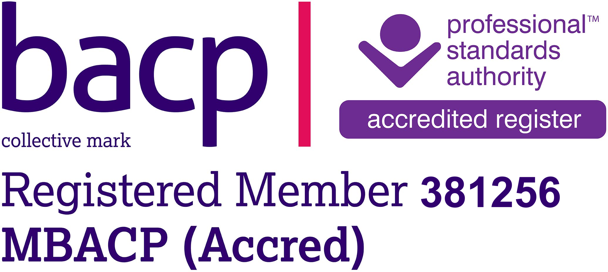 bacp
collective mark
professional™
standards
authority
accredited register
Registered Member 381256
MBACP (Accred)